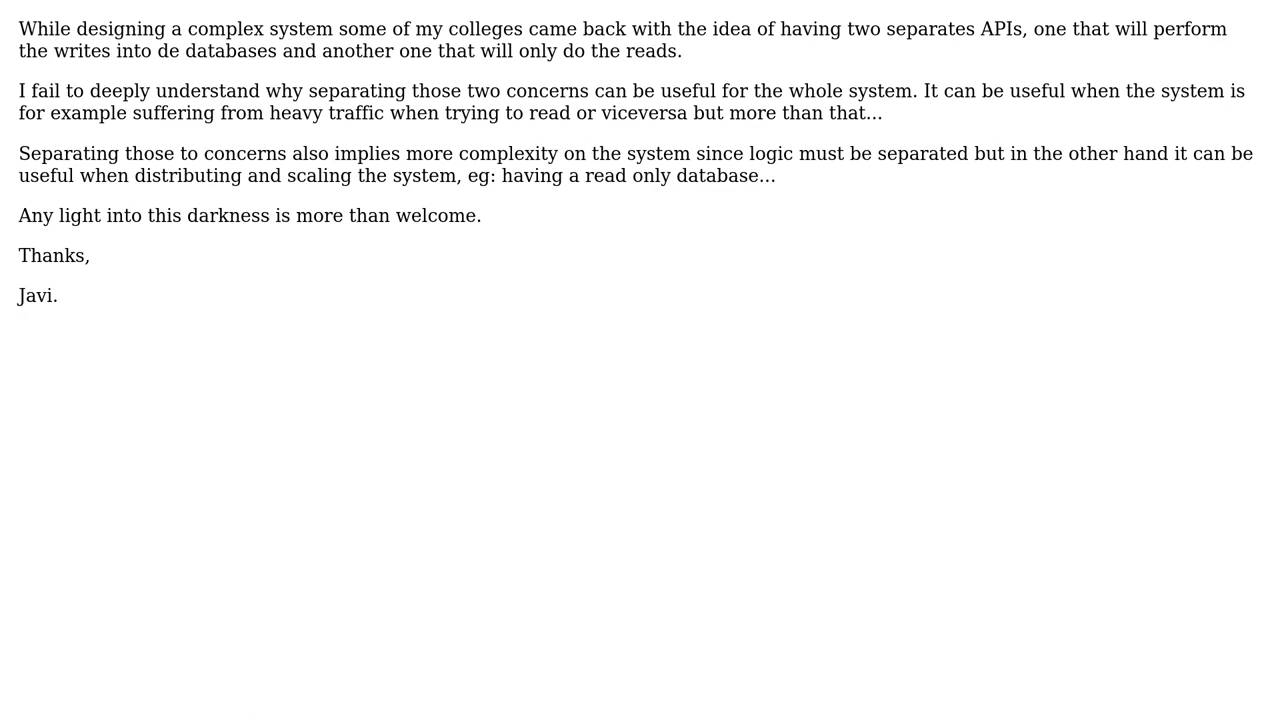 While designing a complex system some of my colleges came back with the idea of having two separates APIs, one that will perform
the writes into de databases and another one that will only do the reads.
I fail to deeply understand why separating those two concerns can be useful for the whole system. It can be useful when the system is
for example suffering from heavy traffic when trying to read or viceversa but more than that...
Separating those to concerns also implies more complexity on the system since logic must be separated but in the other hand it can be
useful when distributing and scaling the system, eg: having a read only database...
Any light into this darkness is more than welcome.
Thanks,
Javi.